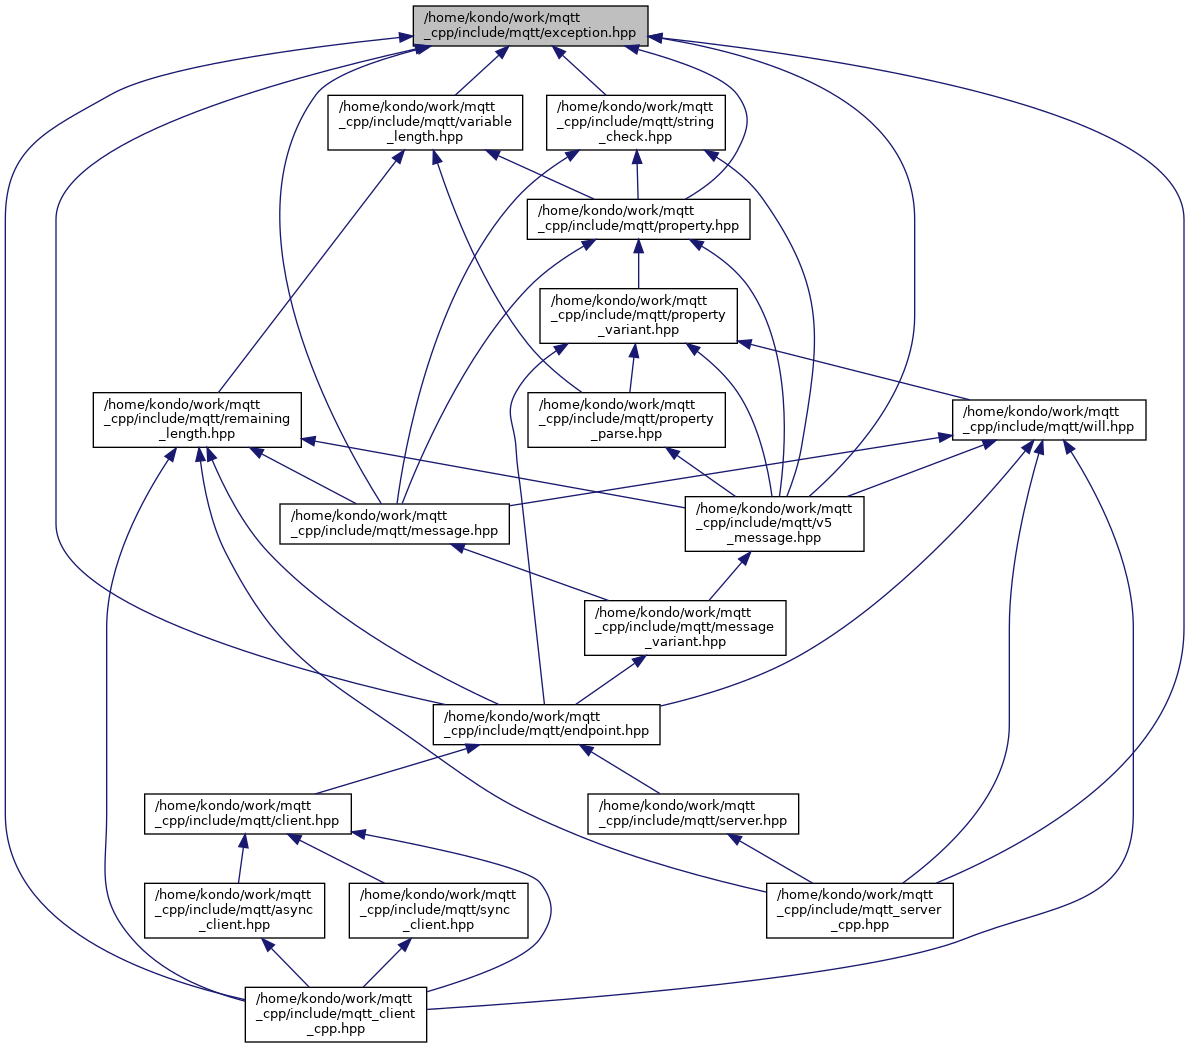 /home/kondo/work/mqtt
_cpp/include/mqtt/exception.hpp
/home/kondo/work/mqtt
_cpp/include/mqtt/variable
_length.hpp
/home/kondo/work/mqtt
_cpp/include/mqtt/string
_check.hpp
/home/kondo/work/mqtt
_cpp/include/mqtt/property.hpp
/home/kondo/work/mqtt
_cpp/include/mqtt/property
_variant.hpp
/home/kondo/work/mqtt
_cpp/include/mqtt/remaining
_length.hpp
/home/kondo/work/mqtt
_cpp/include/mqtt/property
_parse.hpp
/home/kondo/work/mqtt
_cpp/include/mqtt/will.hpp
/home/kondo/work/mqtt
_cpp/include/mqtt/message.hpp
/home/kondo/work/mqtt
_cpp/include/mqtt/v5
_message.hpp
/home/kondo/work/mqtt
_cpp/include/mqtt/message
_variant.hpp
/home/kondo/work/mqtt
_cpp/include/mqtt/endpoint.hpp
/home/kondo/work/mqtt
_cpp/include/mqtt/client.hpp
/home/kondo/work/mqtt
_cpp/include/mqtt/server.hpp
/home/kondo/work/mqtt
_cpp/include/mqtt/async
_client.hpp
/home/kondo/work/mqtt
_cpp/include/mqtt/sync
_client.hpp
/home/kondo/work/mqtt
_cpp/include/mqtt_server
_cpp.hpp
/home/kondo/work/mqtt
_cpp/include/mqtt_client
_cpp.hpp